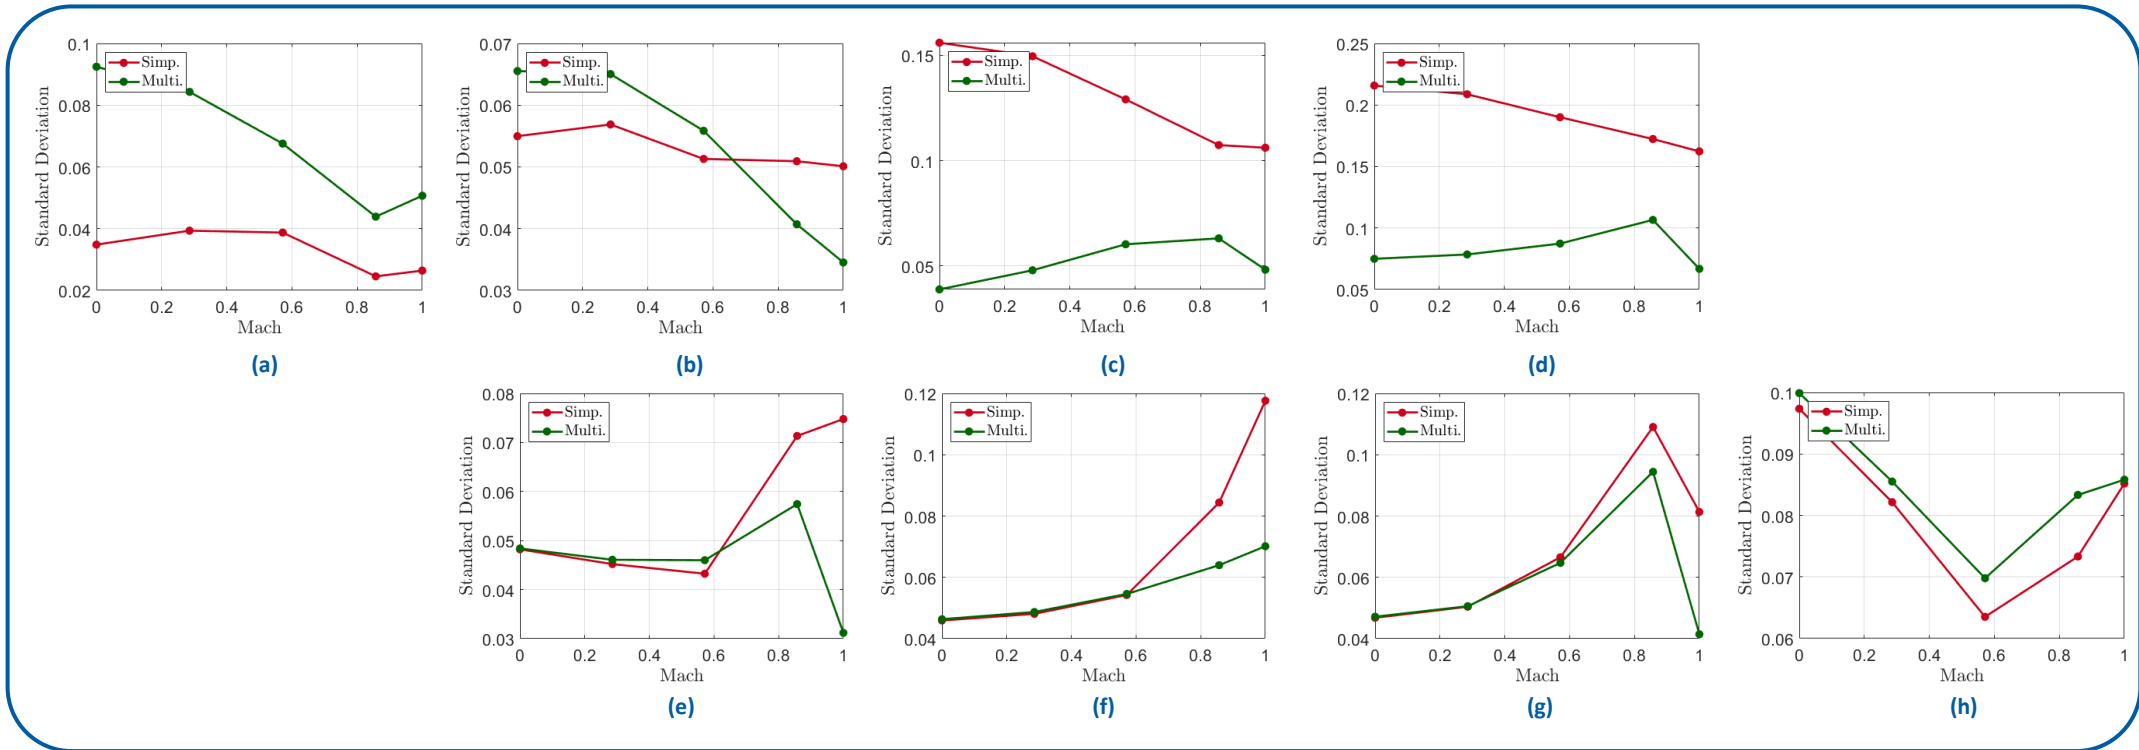 0.1
0.08
0.06
0.04
0.02
Standard Deviation
Simp.
Multi.
0 0.2 0.4 0.6 0.8 1
Mach
(a)
0.07
0.06
0.05
0.04
0.03
Standard Deviation
Simp.
Multi.
0 0.2 0.4 0.6 0.8 1
Mach
(b)
0.15
0.1
0.05
Standard Deviation
Simp.
Multi.
0 0.2 0.4 0.6 0.8 1
Mach
(c)
0.25
0.2
0.15
0.1
0.05
Standard Deviation
Simp.
Multi.
0 0.2 0.4 0.6 0.8 1
Mach
(d)
0.08
0.07
0.06
0.05
0.04
0.03
Standard Deviation
Simp.
Multi.
0 0.2 0.4 0.6 0.8 1
Mach
(e)
0.12
0.1
0.08
0.06
0.04
Standard Deviation
Simp.
Multi.
0 0.2 0.4 0.6 0.8 1
Mach
(f)
0.12
0.1
0.08
0.06
0.04
Standard Deviation
Simp.
Multi.
0 0.2 0.4 0.6 0.8 1
Mach
(g)
0.1
0.09
0.08
0.07
0.06
Standard Deviation
Simp.
Multi.
0 0.2 0.4 0.6 0.8 1
Mach
(h)